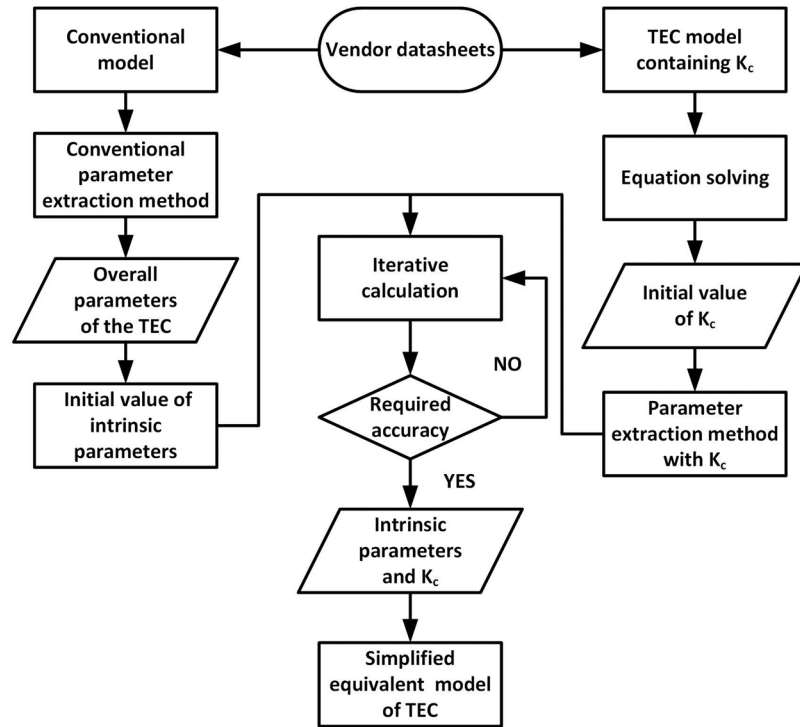 Conventional
model
Vendor datasheets
TEC model
containing Kc
Conventional
parameter
extraction method
Equation solving
Overall
parameters
of the TEC
Iterative
calculation
Initial value
of Kc
NO
Initial value of
intrinsic
parameters
Required
accuracy
Parameter
extraction method
with Kc
YES
Intrinsic
parameters
and Kc
Simplified
equivalent model
of TEC